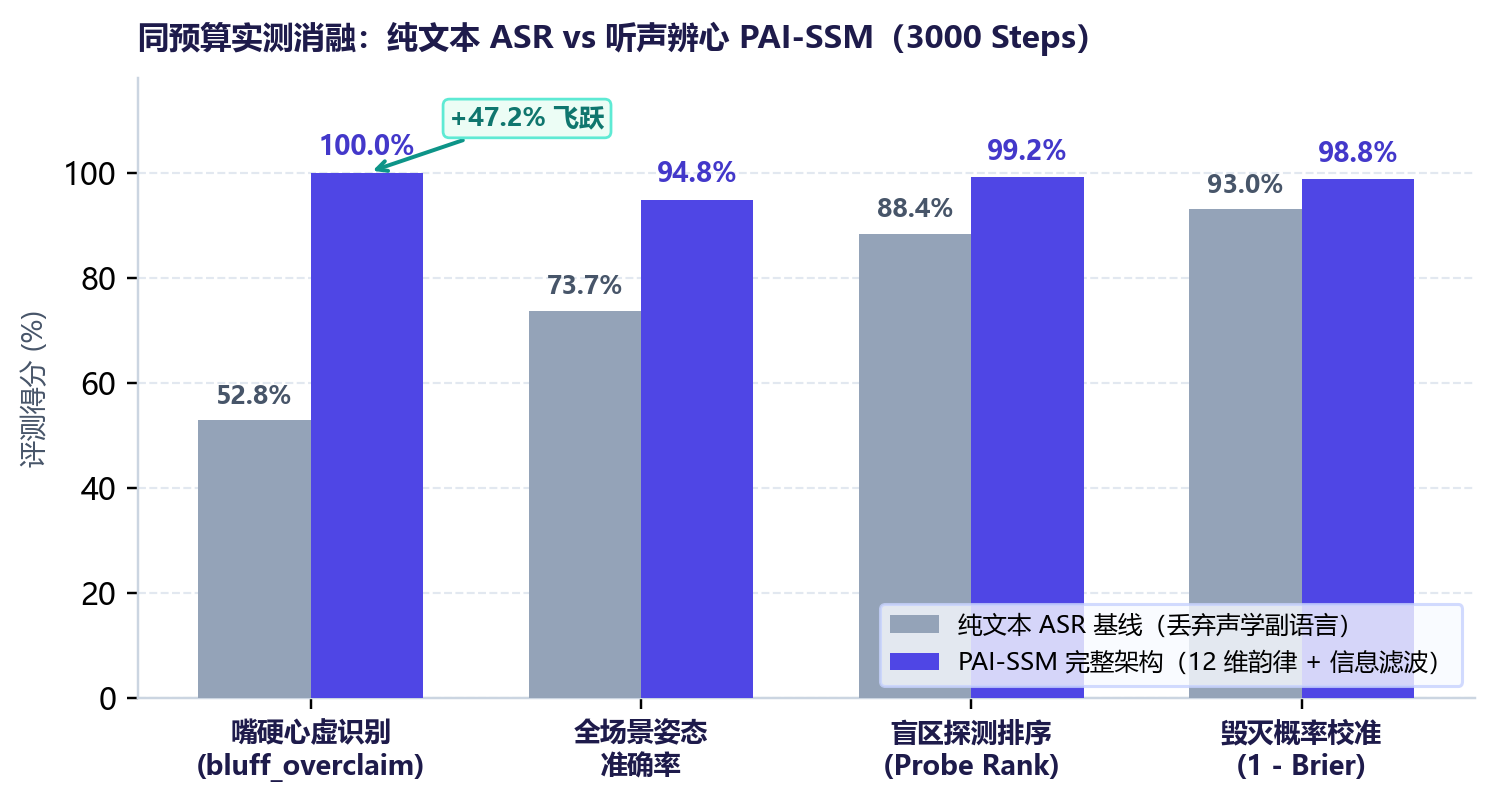 同预算实测消融：纯文本 ASR vs 听声辨心 PAI-SSM（3000 Steps）
+47.2% 飞跃
100.0%
94.8%
99.2%
98.8%
52.8%
73.7%
88.4%
93.0%
评测得分 (%)
100
80
60
40
20
0
纯文本 ASR 基线（丢弃声学副语言）
PAI-SSM 完整架构（12 维韵律 + 信息滤波）
嘴硬心虚识别
(bluff_overclaim)
全场景姿态
准确率
盲区探测排序
(Probe Rank)
毁灭概率校准
(1 - Brier)